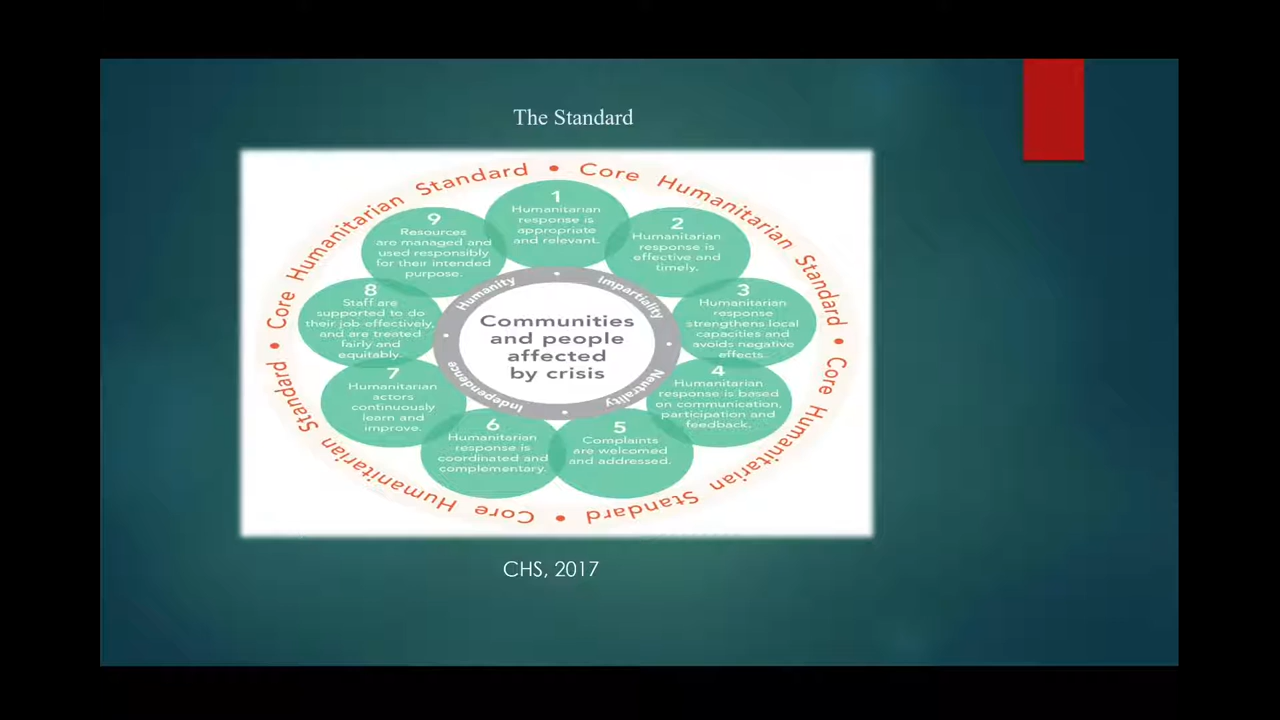 The Standard
Core Humanitarian Standard • Core Humanitarian Standard • Core Humanitarian Standard • Core Humanitarian Standard •
1
Humanitarian
response is
appropriate
and relevant.
2
Humanitarian
response is
effective and
timely.
3
Humanitarian
response
strengthens local
capacities and
avoids negative
effects.
4
Humanitarian
response is based
on communication,
participation and
feedback.
5
Complaints
are welcomed
and addressed.
6
Humanitarian
response is
coordinated and
complementary.
7
Humanitarian
actors
continuously
learn and
improve.
8
Staff are
supported to do
their job effectively,
and are treated
fairly and
equitably.
9
Resources
are managed and
used responsibly
for their intended
purpose.
Humanity • Impartiality • Neutrality • Independence •
Communities
and people
affected
by crisis
CHS, 2017